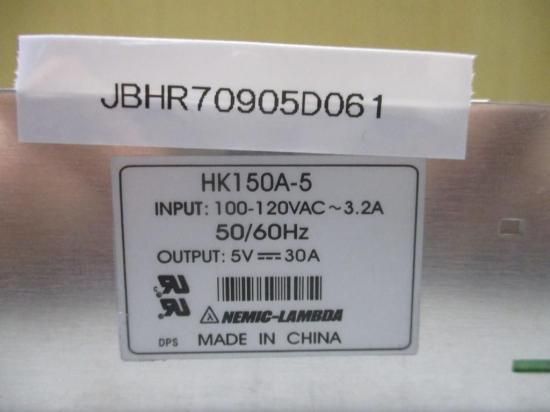 JBHR70905D061
HK150A-5
INPUT: 100-120VAC~3.2A
50/60Hz
OUTPUT: 5V⎓30A
NEMIC-LAMBDA
DPS MADE IN CHINA